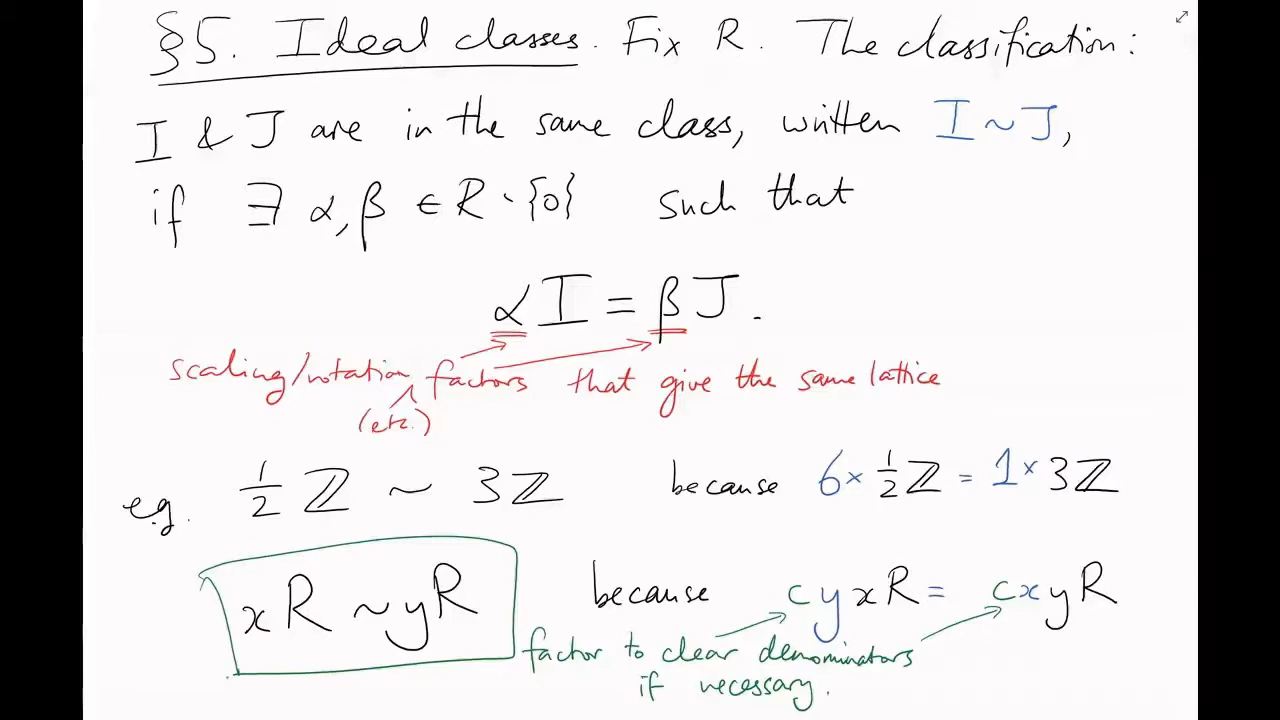 §5. Ideal classes. Fix R. The classification:
I & J are in the same class, written I ~ J,
if ∃ α, β ∈ R \ {0} such that
αI = βJ.
scaling/rotation factors that give the same lattice
(etc.)
e.g. ½ ℤ ~ 3ℤ because 6 × ½ ℤ = 1 × 3ℤ
xR ~ yR because cyxR = cxyR
factor to clear denominators
if necessary.